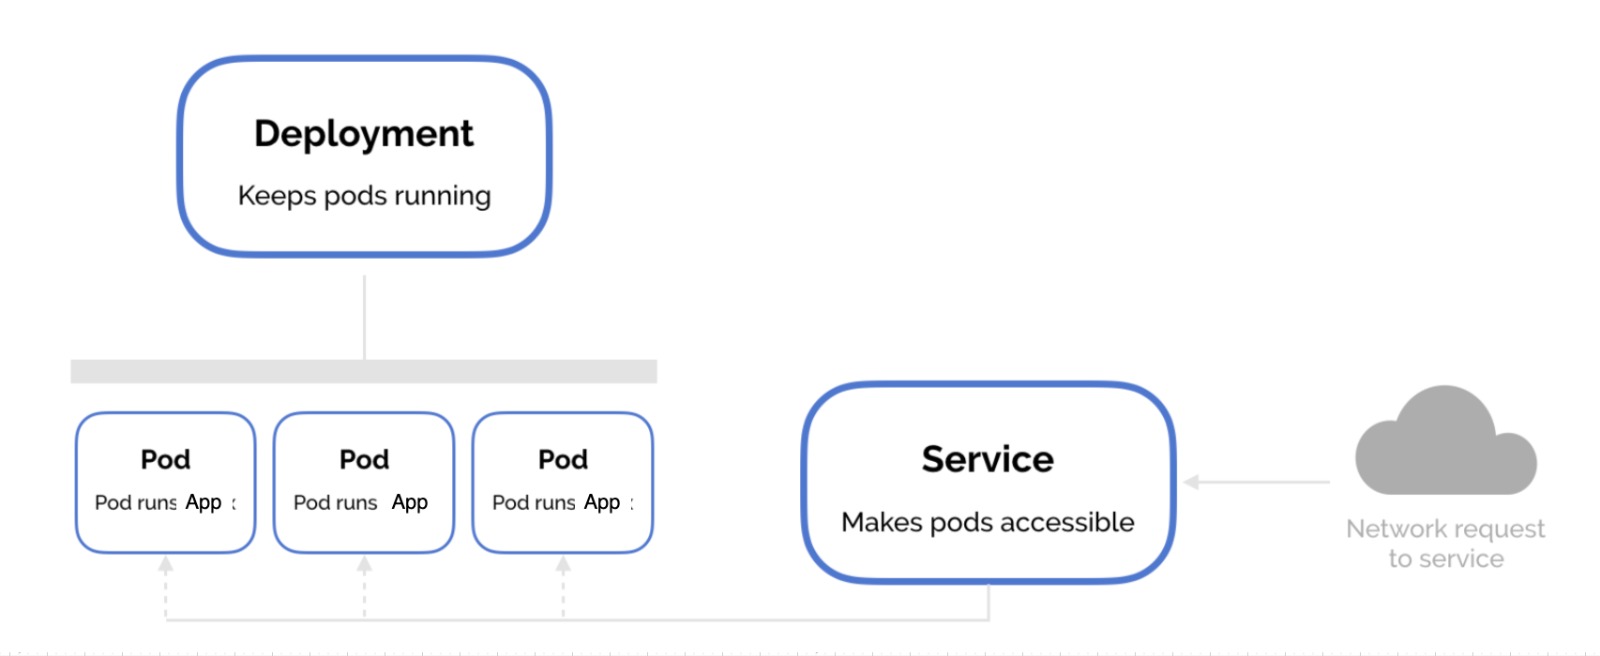 Deployment
Keeps pods running
Pod
Pod runs App
Pod
Pod runs App
Pod
Pod runs App
Service
Makes pods accessible
Network request
to service